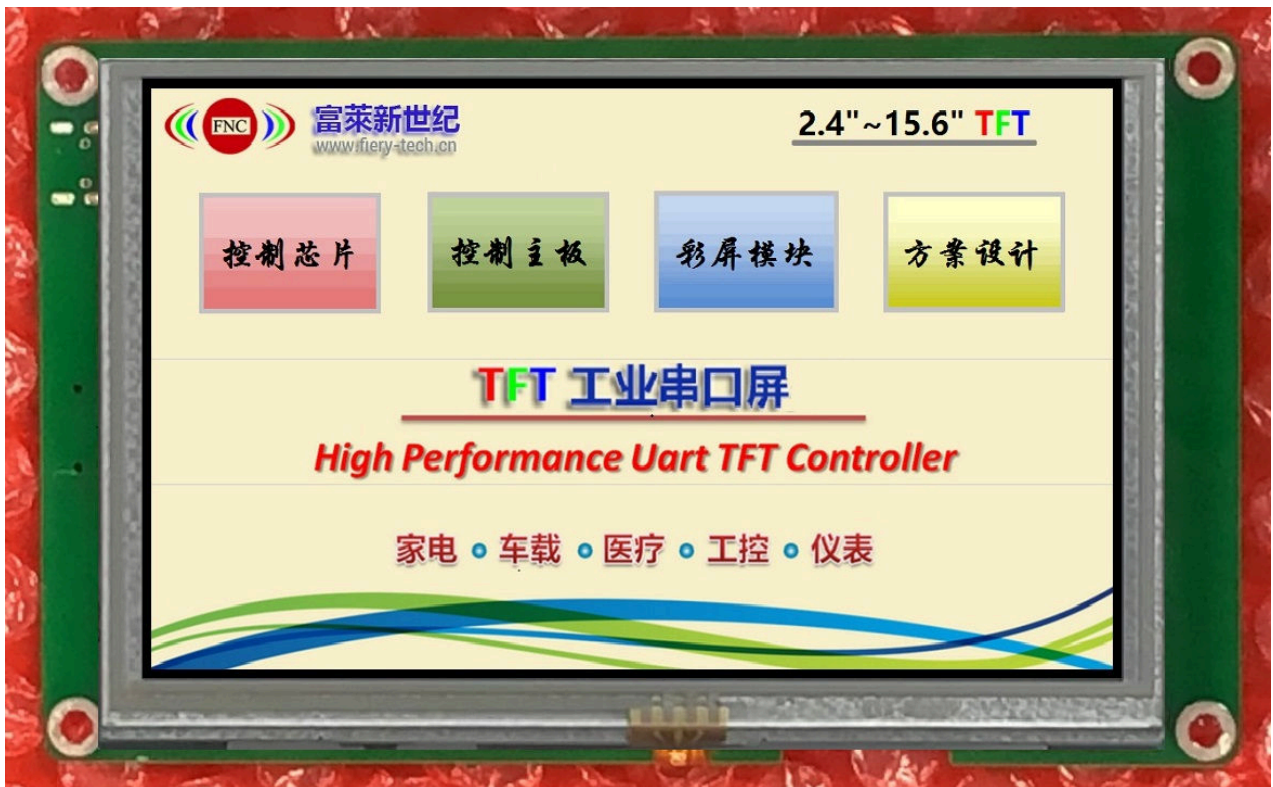 FNC 富莱新世纪 2.4"~15.6" TFT
www.fiery-tech.cn
控制芯片 控制主板 彩屏模块 方案设计
TFT 工业串口屏
High Performance Uart TFT Controller
家电 • 车载 • 医疗 • 工控 • 仪表